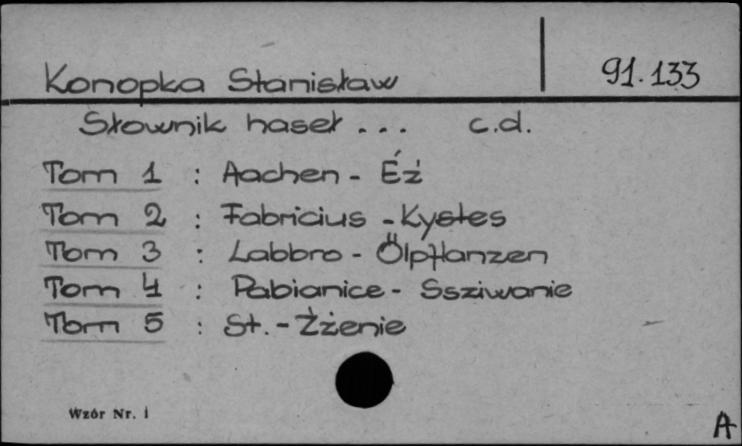 Konopka Stanisław 91.133
Słownik haseł ... c.d.
Tom 1 : Aachen - Éź
Tom 2 : Fabricius - Kystes
Tom 3 : Labbro - Ölpflanzen
Tom 4 : Pabianice - Ssziwanie
Tom 5 : St. - Żżenie
Wzór Nr. 1
A